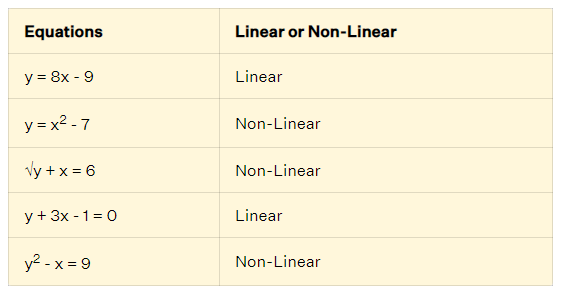 Equations Linear or Non-Linear
y = 8x - 9 Linear
y = x² - 7 Non-Linear
√y + x = 6 Non-Linear
y + 3x - 1 = 0 Linear
y² - x = 9 Non-Linear